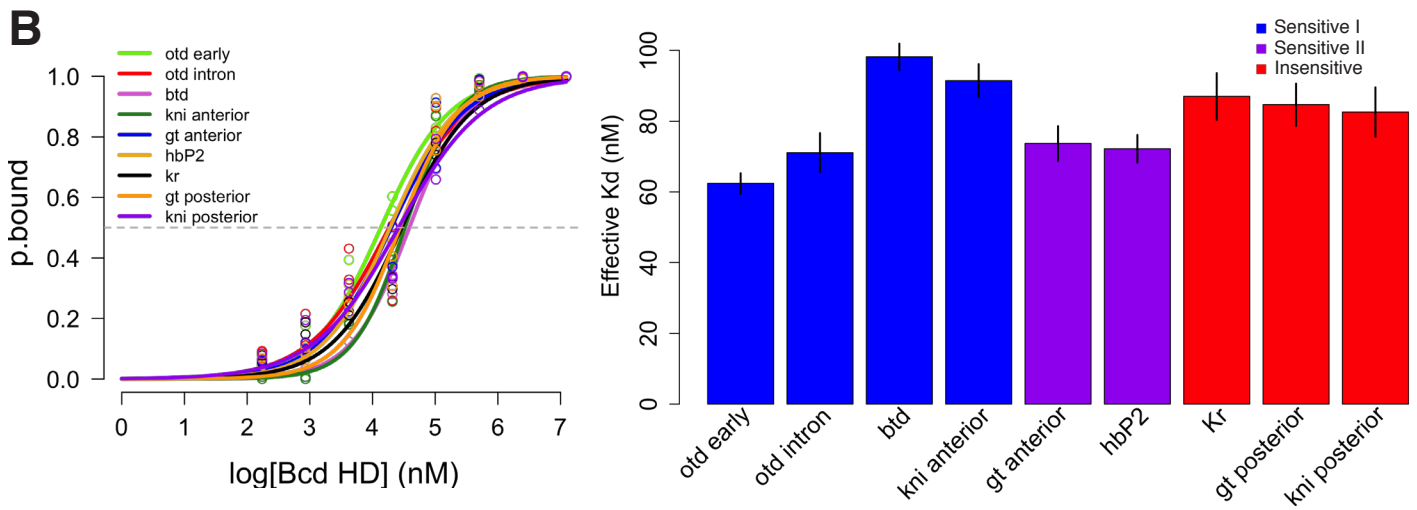 B
otd early
otd intron
btd
kni anterior
gt anterior
hbP2
kr
gt posterior
kni posterior
p.bound
1.0
0.8
0.6
0.4
0.2
0.0
0 1 2 3 4 5 6 7
log[Bcd HD] (nM)
Sensitive I
Sensitive II
Insensitive
Effective Kd (nM)
100
80
60
40
20
0
otd early
otd intron
btd
kni anterior
gt anterior
hbP2
Kr
gt posterior
kni posterior